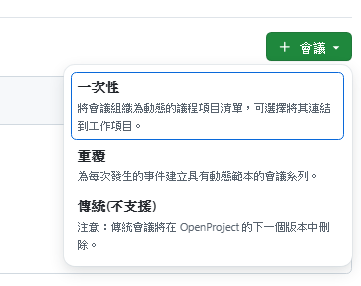 + 會議
一次性
將會議組織為動態的議程項目清單，可選擇將其連結
到工作項目。
重覆
為每次發生的事件建立具有動態範本的會議系列。
傳統(不支援)
注意：傳統會議將在 OpenProject 的下一個版本中刪
除。